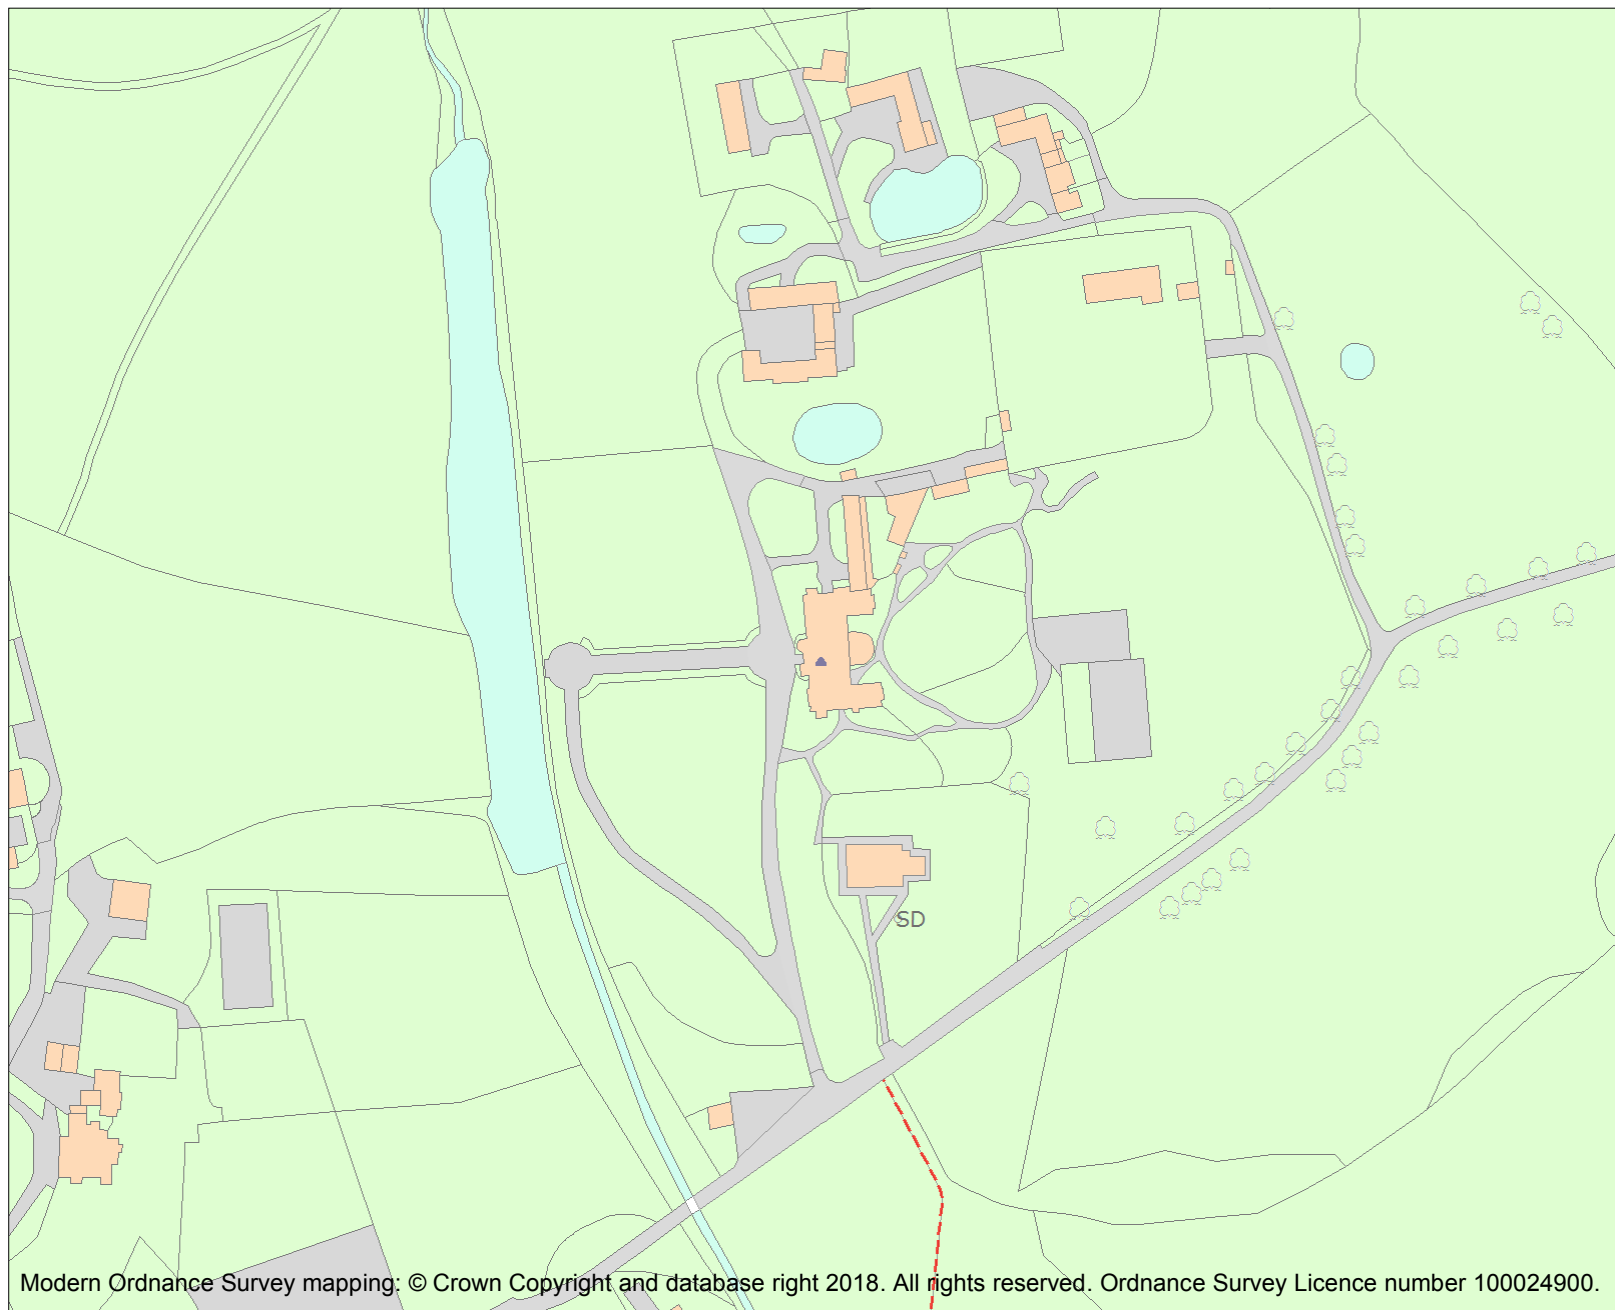 SD
Modern Ordnance Survey mapping: © Crown Copyright and database right 2018. All rights reserved. Ordnance Survey Licence number 100024900.